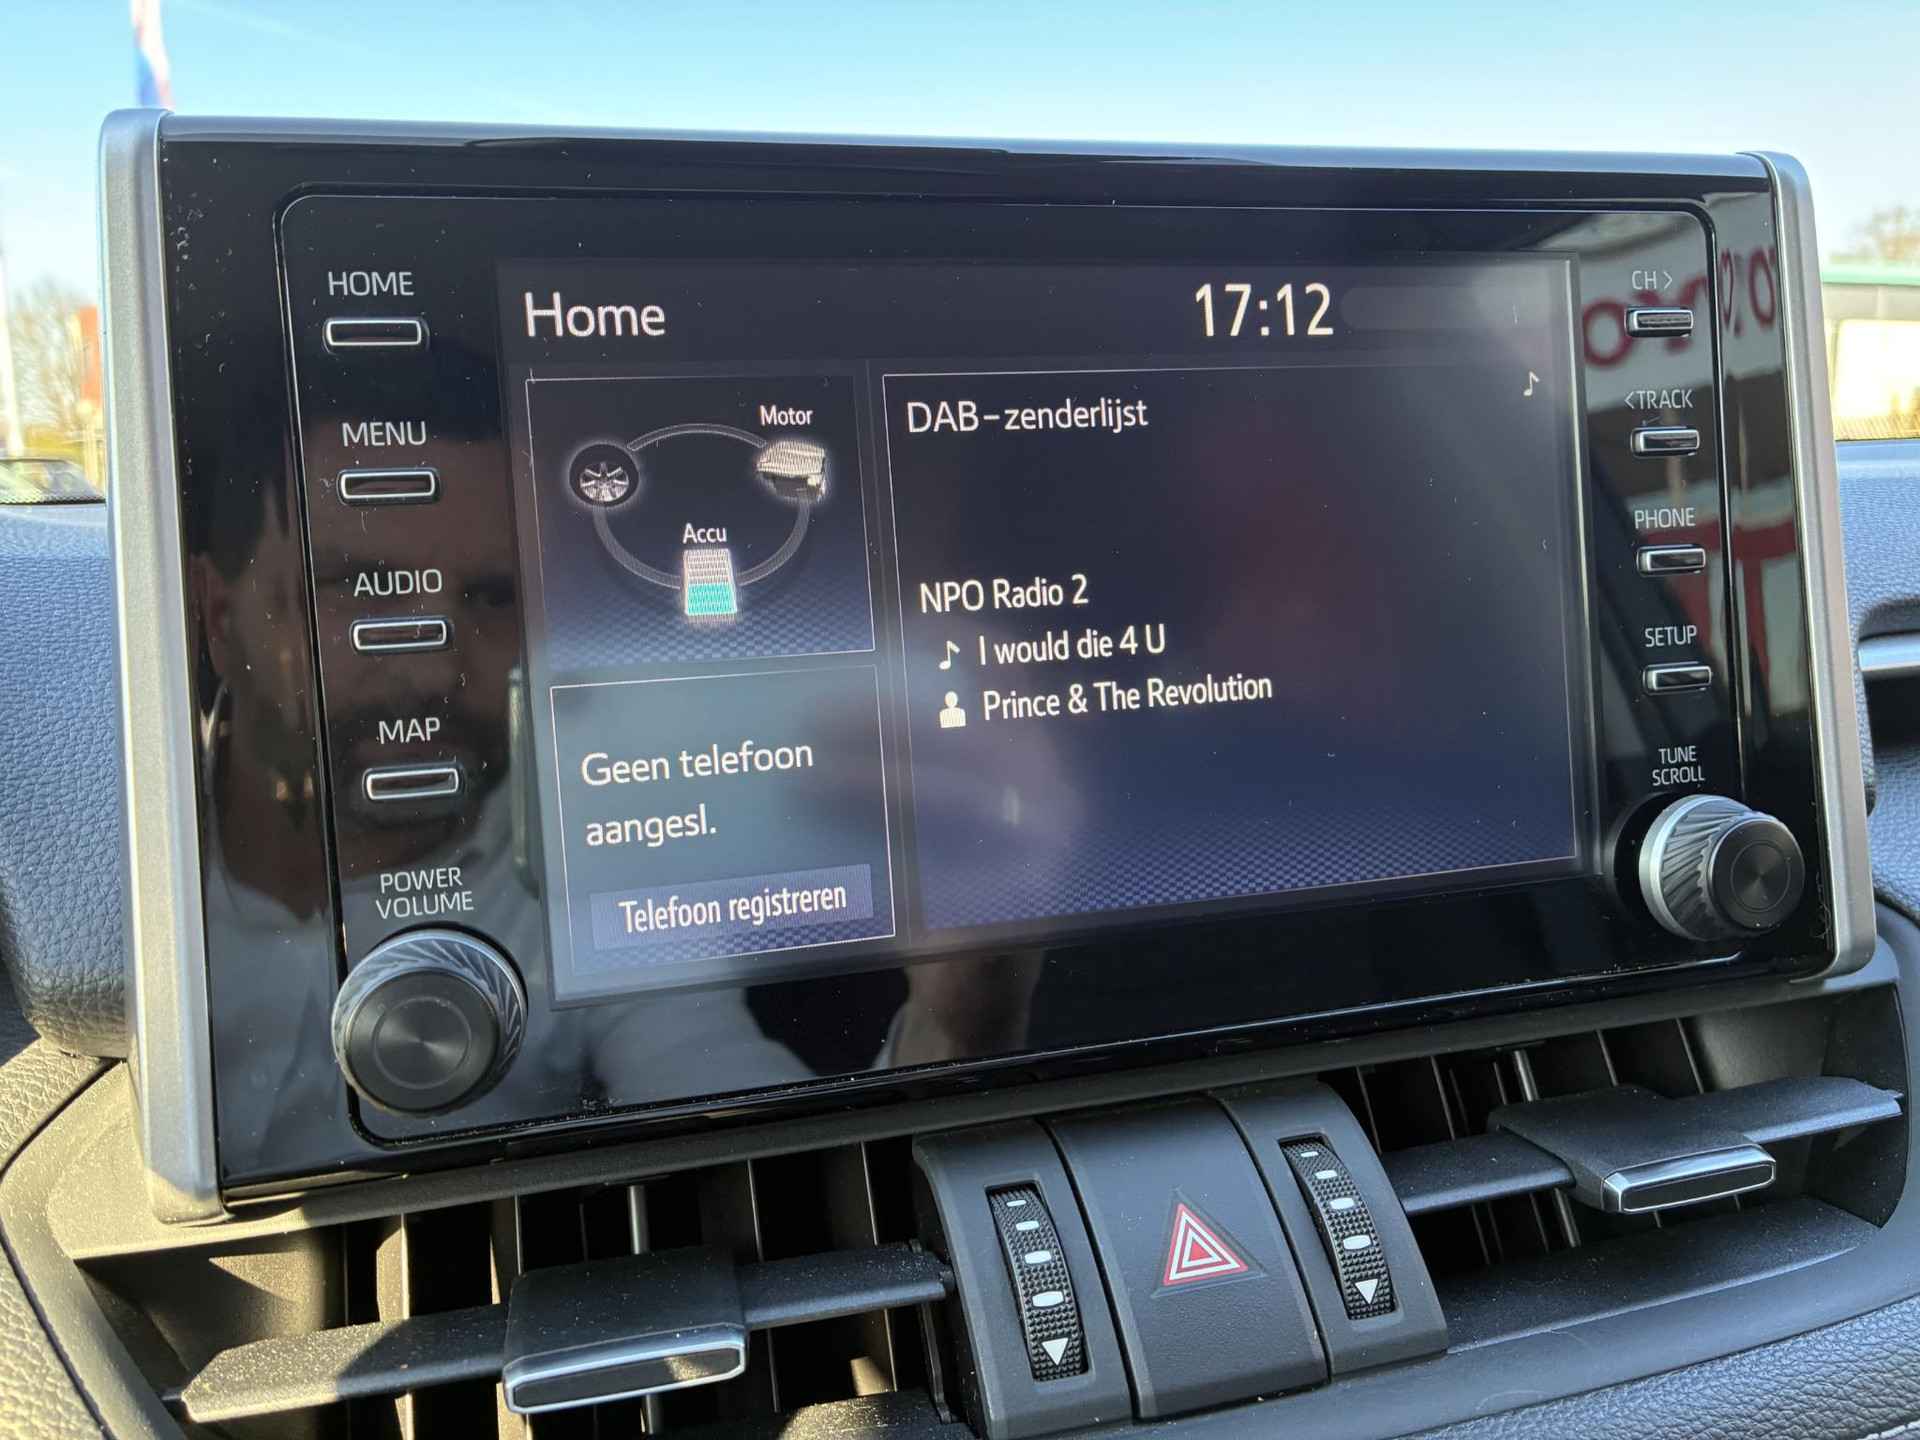 HOME
MENU
AUDIO
MAP
POWER
VOLUME
Home
17:12
Motor
Accu
Geen telefoon
aangesl.
Telefoon registreren
DAB-zenderlijst
NPO Radio 2
I would die 4 U
Prince & The Revolution
CH >
< TRACK
PHONE
SETUP
TUNE
SCROLL